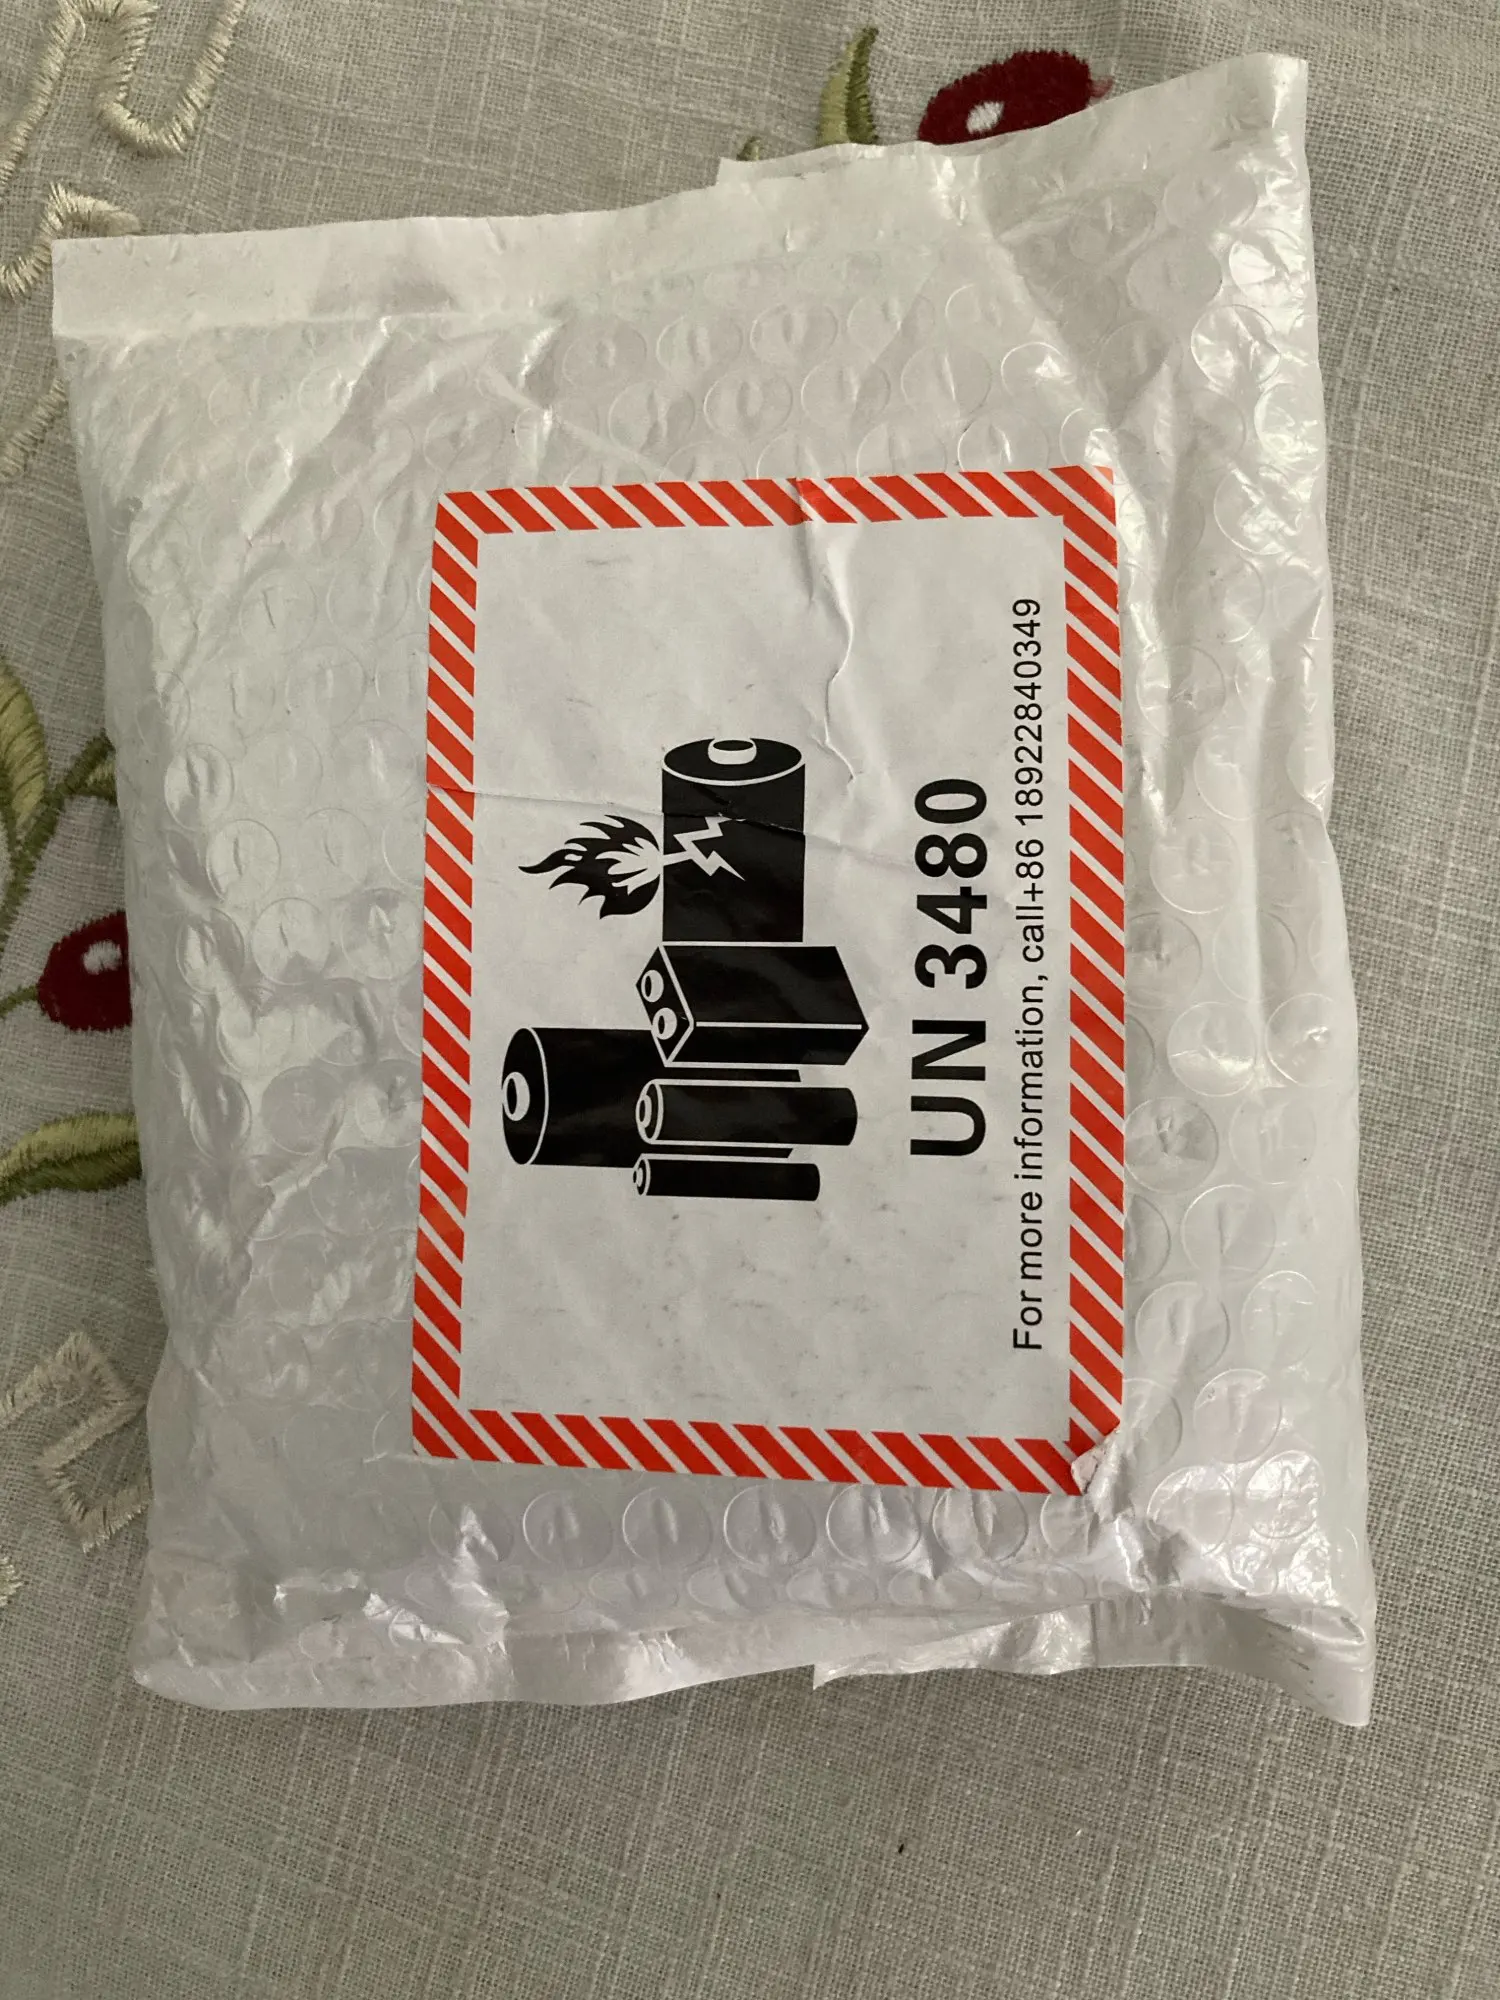 UN 3480
For more information, call+86 18922840349